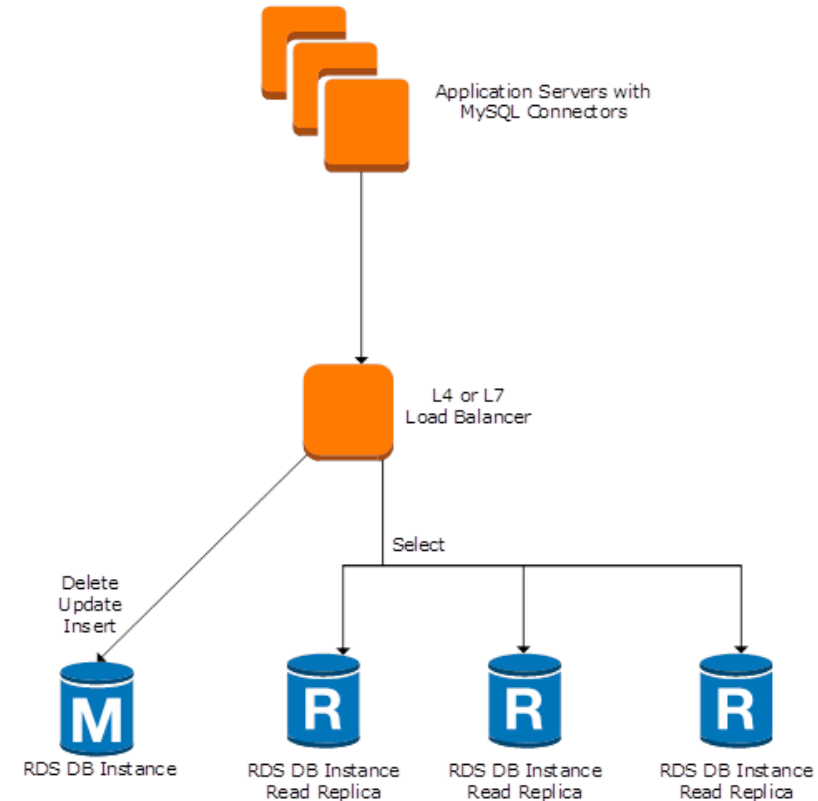 Application Servers with
MySQL Connectors
L4 or L7
Load Balancer
Select
Delete
Update
Insert
M
R
R
R
RDS DB Instance
RDS DB Instance
Read Replica
RDS DB Instance
Read Replica
RDS DB Instance
Read Replica